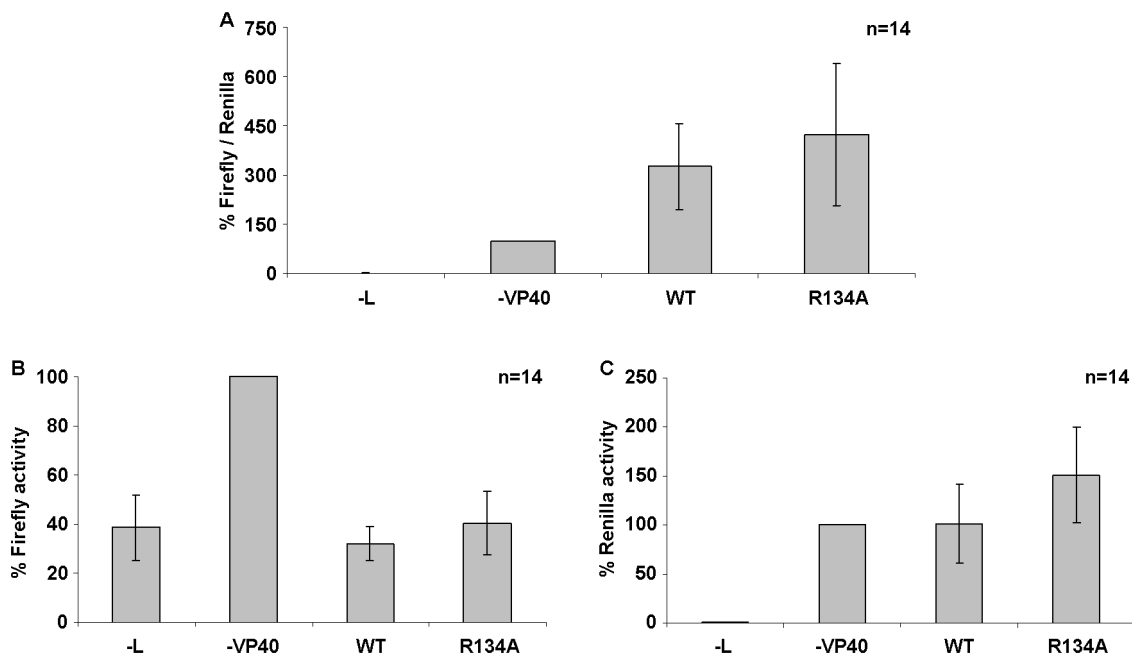 A
n=14
% Firefly / Renilla
750
600
450
300
150
0
-L -VP40 WT R134A
B
n=14
% Firefly activity
100
80
60
40
20
0
-L -VP40 WT R134A
C
n=14
% Renilla activity
250
200
150
100
50
0
-L -VP40 WT R134A